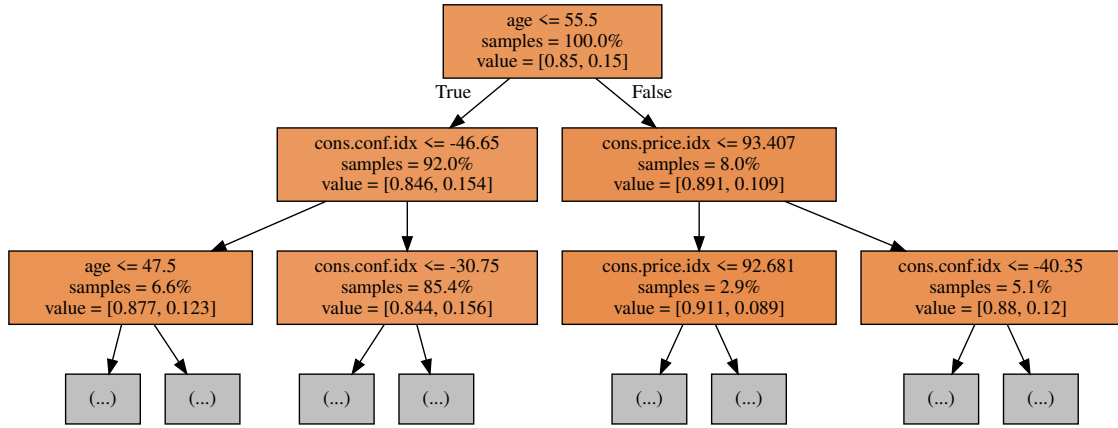 age <= 55.5
samples = 100.0%
value = [0.85, 0.15]
True
False
cons.conf.idx <= -46.65
samples = 92.0%
value = [0.846, 0.154]
cons.price.idx <= 93.407
samples = 8.0%
value = [0.891, 0.109]
age <= 47.5
samples = 6.6%
value = [0.877, 0.123]
cons.conf.idx <= -30.75
samples = 85.4%
value = [0.844, 0.156]
cons.price.idx <= 92.681
samples = 2.9%
value = [0.911, 0.089]
cons.conf.idx <= -40.35
samples = 5.1%
value = [0.88, 0.12]
(...)
(...)
(...)
(...)
(...)
(...)
(...)
(...)